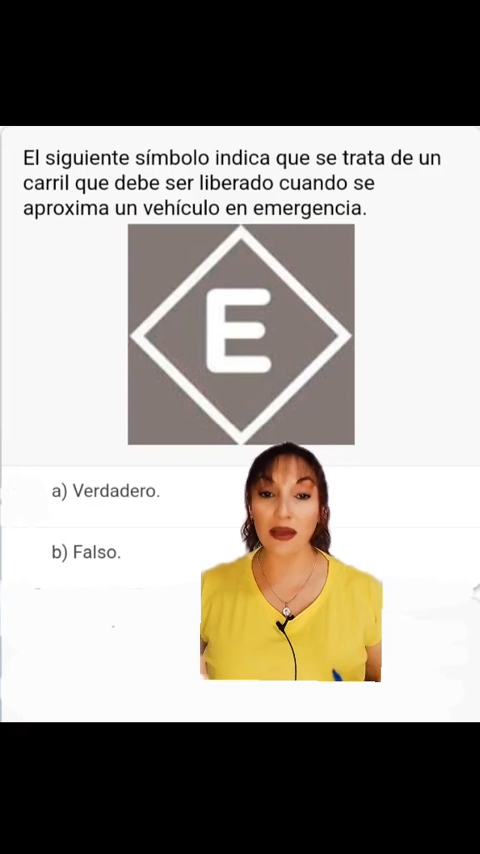 El siguiente símbolo indica que se trata de un
carril que debe ser liberado cuando se
aproxima un vehículo en emergencia.
E
a) Verdadero.
b) Falso.